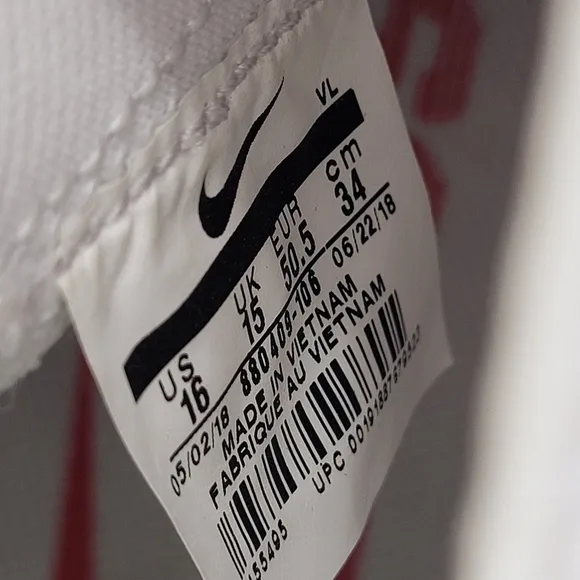 VL
US UK EUR cm
16 15 50.5 34
05/02/18 880409-106 06/22/18
MADE IN VIETNAM
FABRIQUE AU VIETNAM
UPC